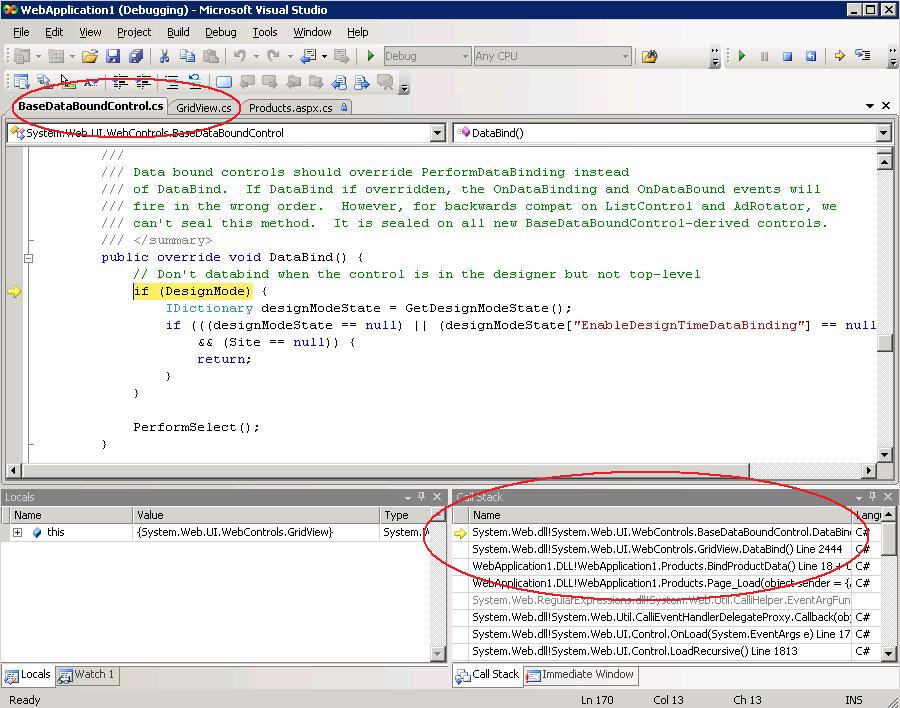 WebApplication1 (Debugging) - Microsoft Visual Studio
File Edit View Project Build Debug Tools Window Help
Debug Any CPU
BaseDataBoundControl.cs GridView.cs Products.aspx.cs
System.Web.UI.WebControls.BaseDataBoundControl DataBind()
///
/// Data bound controls should override PerformDataBinding instead
/// of DataBind.  If DataBind if overridden, the OnDataBinding and OnDataBound events will
/// fire in the wrong order.  However, for backwards compat on ListControl and AdRotator, we
/// can't seal this method.  It is sealed on all new BaseDataBoundControl-derived controls.
/// </summary>
public override void DataBind() {
// Don't databind when the control is in the designer but not top-level
if (DesignMode) {
IDictionary designModeState = GetDesignModeState();
if (((designModeState == null) || (designModeState["EnableDesignTimeDataBinding"] == null
&& (Site == null)) {
return;
}
}
PerformSelect();
}
Locals
Name Value Type
this {System.Web.UI.WebControls.GridView} System.
Call Stack
Name Lang
System.Web.dll!System.Web.UI.WebControls.BaseDataBoundControl.DataBin C#
System.Web.dll!System.Web.UI.WebControls.GridView.DataBind() Line 2444 C#
WebApplication1.DLL!WebApplication1.Products.BindProductData() Line 18 + C#
WebApplication1.DLL!WebApplication1.Products.Page_Load(object sender = { C#
System.Web.RegularExpressions.dll!System.Web.Util.CalliHelper.EventArgFun
System.Web.dll!System.Web.Util.CalliEventHandlerDelegateProxy.Callback(ob C#
System.Web.dll!System.Web.UI.Control.OnLoad(System.EventArgs e) Line 17 C#
System.Web.dll!System.Web.UI.Control.LoadRecursive() Line 1813 C#
Locals Watch 1 Call Stack Immediate Window
Ready Ln 170 Col 13 Ch 13 INS